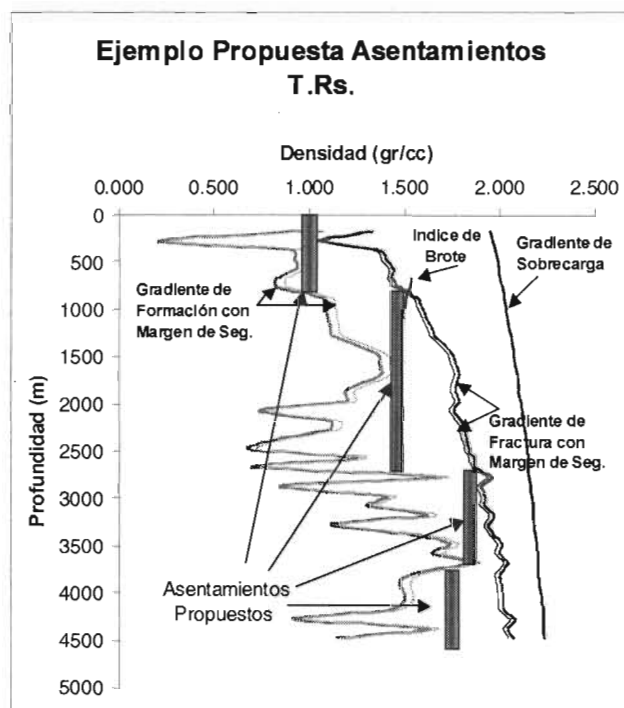 Ejemplo Propuesta Asentamientos
T.Rs.
Densidad (gr/cc)
0.000 0.500 1.000 1.500 2.000 2.500
0
500
1000
1500
2000
2500
3000
3500
4000
4500
5000
Profundidad (m)
Indice de
Brote
Gradiente de
Sobrecarga
Gradiente de
Formación con
Margen de Seg.
Gradiente de
Fractura con
Margen de Seg.
Asentamientos
Propuestos